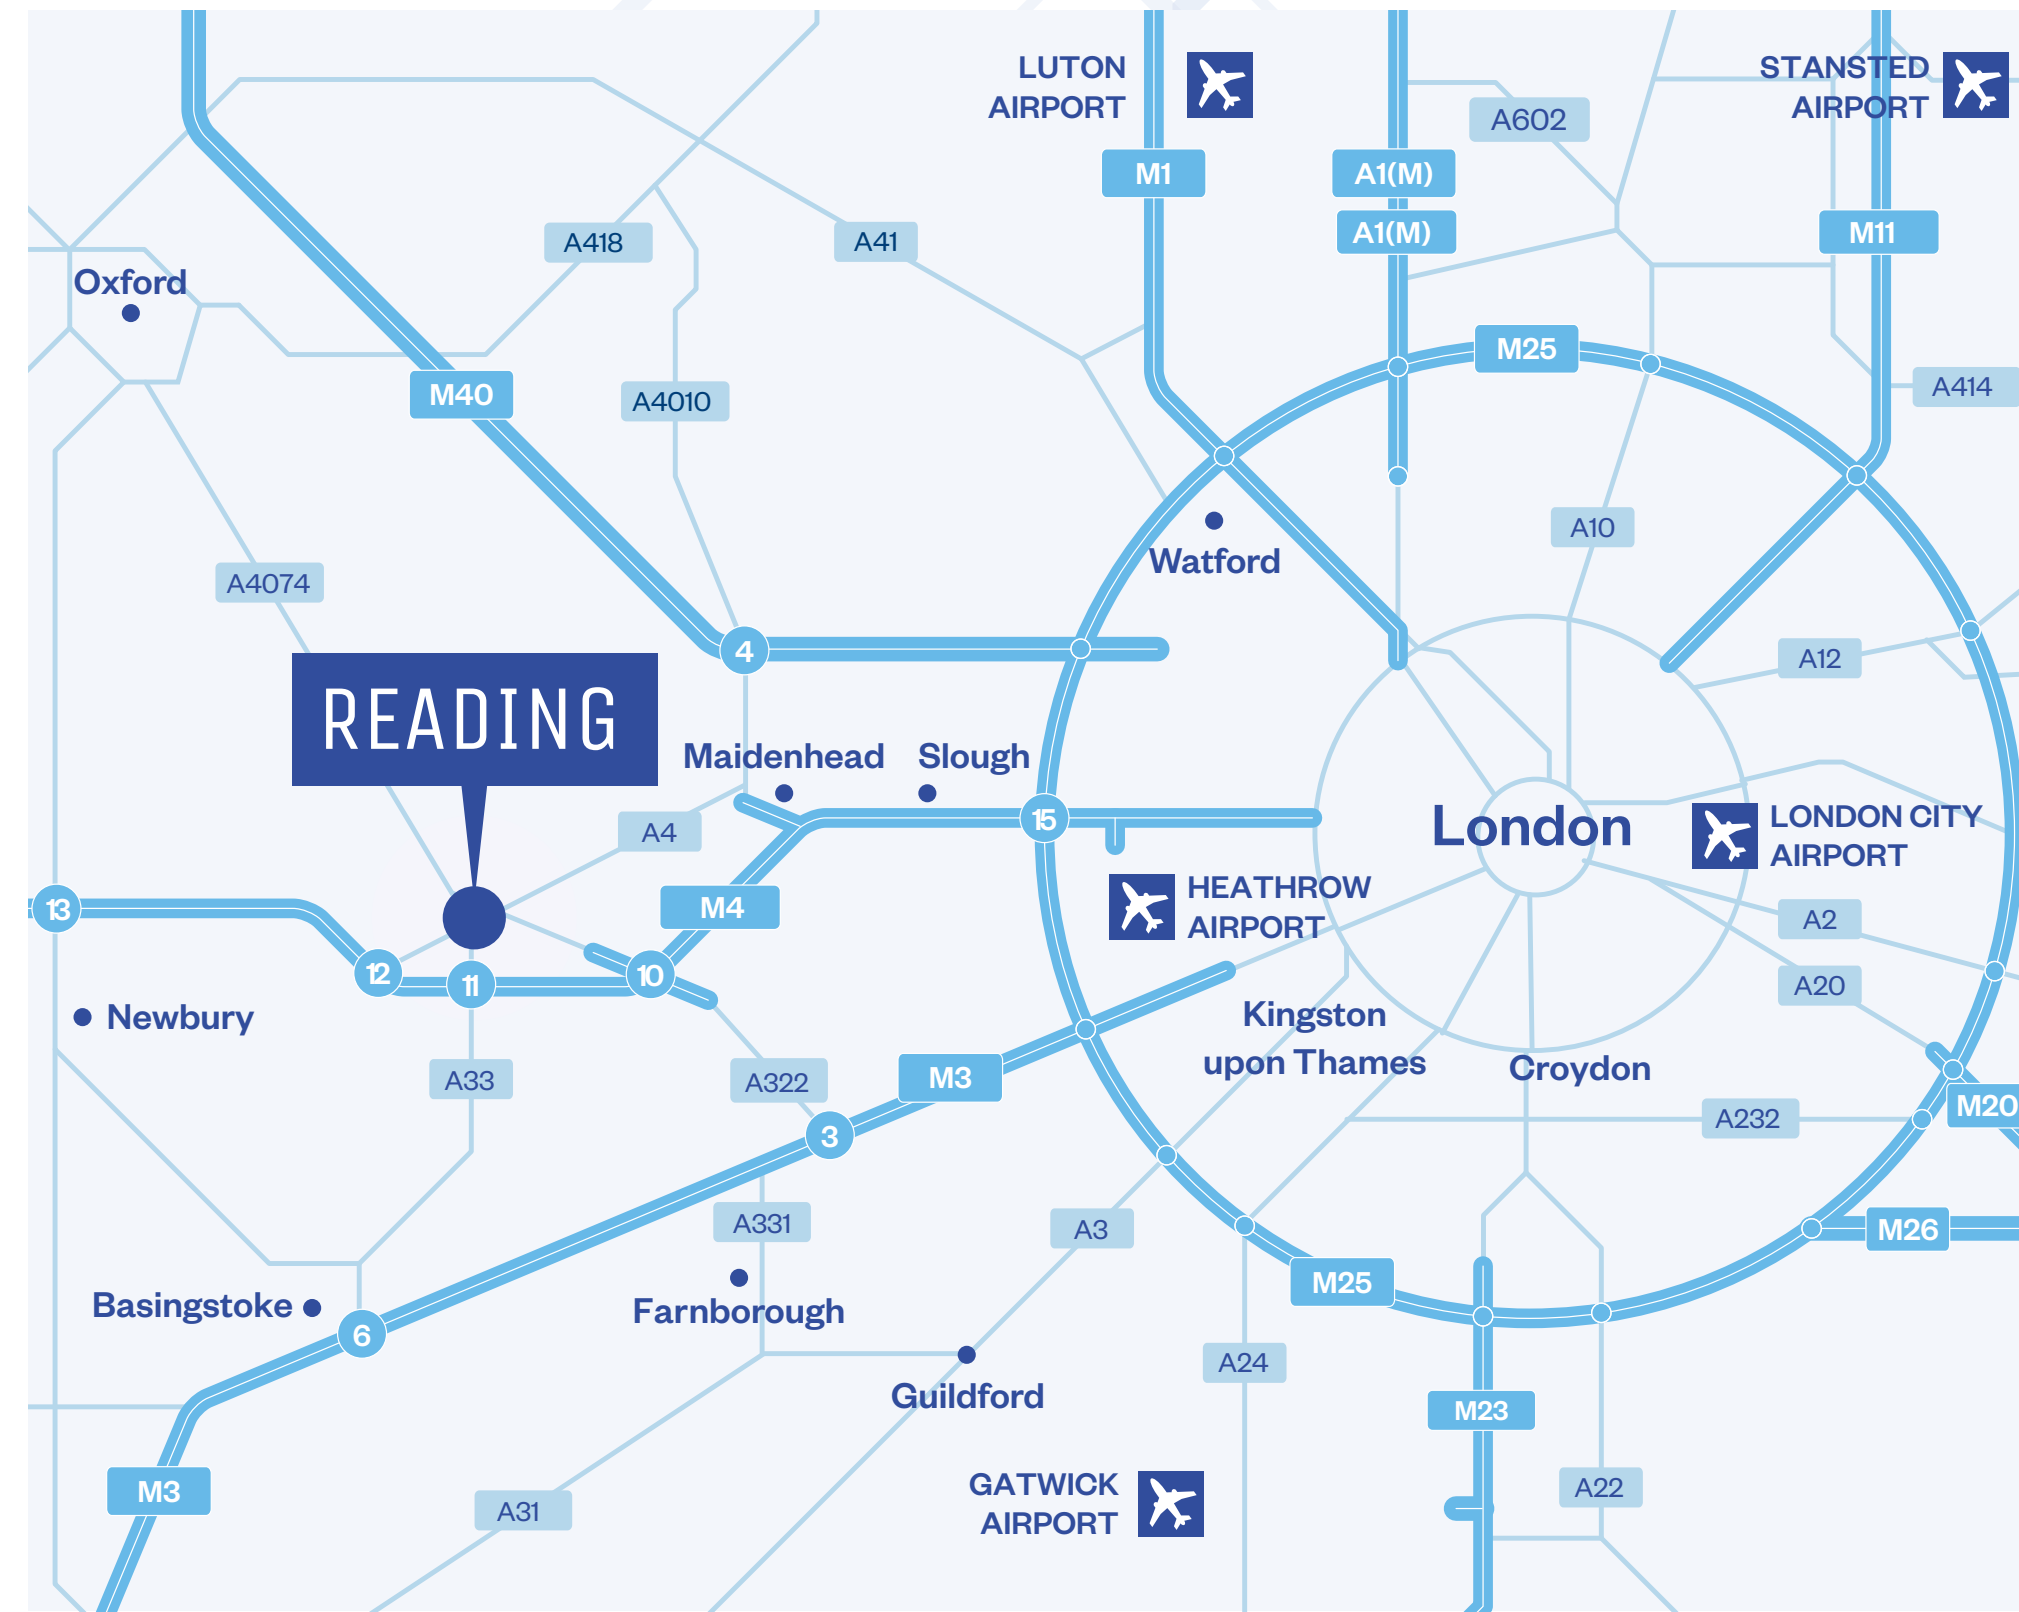 LUTON
AIRPORT
STANSTED
AIRPORT
A602
M1
A1(M)
A1(M)
M11
A418
A41
Oxford
M25
M40
A4010
A414
A10
Watford
A4074
4
A12
READING
Maidenhead
Slough
15
London
LONDON CITY
AIRPORT
A4
HEATHROW
AIRPORT
13
M4
A2
12
11
10
A20
Newbury
Kingston
upon Thames
Croydon
A33
A322
M3
M20
3
A232
A331
A3
M26
Basingstoke
Farnborough
M25
6
A24
Guildford
M23
M3
A31
GATWICK
AIRPORT
A22